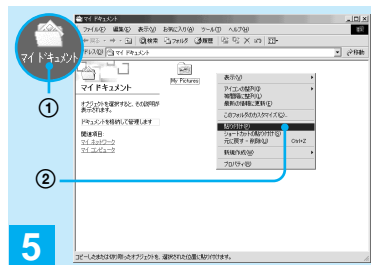 マイ ドキュメント
ファイル(F) 編集(E) 表示(V) お気に入り(A) ツール(T) ヘルプ(H)
検索 フォルダ 履歴
アドレス(D) マイ ドキュメント 移動
マイ ドキュメント
①
My Pictures
マイ ドキュメント
オブジェクトを選択すると、その説明が
表示されます。
ドキュメントを格納して管理します
関連項目:
マイ ネットワーク
マイ コンピュータ
表示(V)
アイコンの整列(I)
等間隔に整列(U)
最新の情報に更新(E)
このフォルダのカスタマイズ(C)...
貼り付け(P)
ショートカットの貼り付け(S)
元に戻す - 削除(U) Ctrl+Z
新規作成(W)
プロパティ(R)
②
5
コピーしたまたは切り取ったオブジェクトを、選択された位置に貼り付けます。